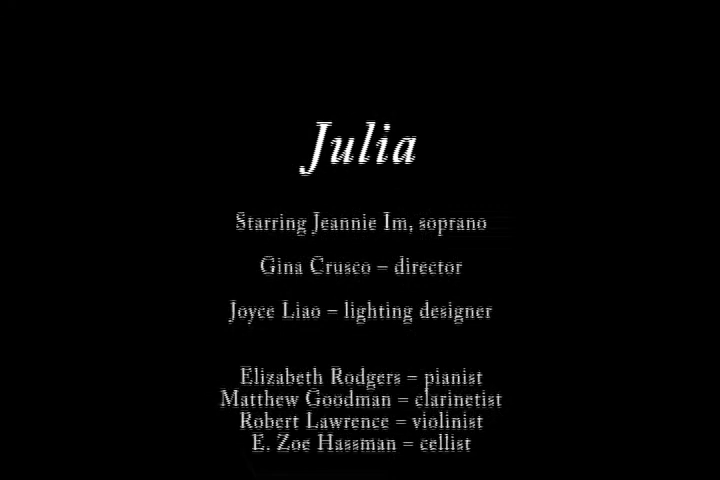 Julia
Starring Jeannie Im, soprano
Gina Crusco – director
Joyce Liao – lighting designer
Elizabeth Rodgers = pianist
Matthew Goodman = clarinetist
Robert Lawrence = violinist
E. Zoe Hassman = cellist